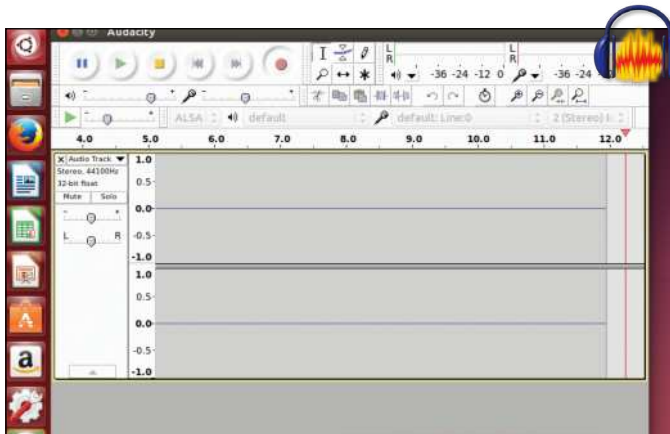 Audacity
L
R
L
R
-36 -24 -12 0
-36 -24
ALSA
default
default: Line:0
2 (Stereo)
4.0 5.0 6.0 7.0 8.0 9.0 10.0 11.0 12.0
X Audio Track
Stereo, 44100Hz
32-bit float
Mute Solo
- +
L R
1.0
0.5
0.0
-0.5
-1.0
1.0
0.5
0.0
-0.5
-1.0
a